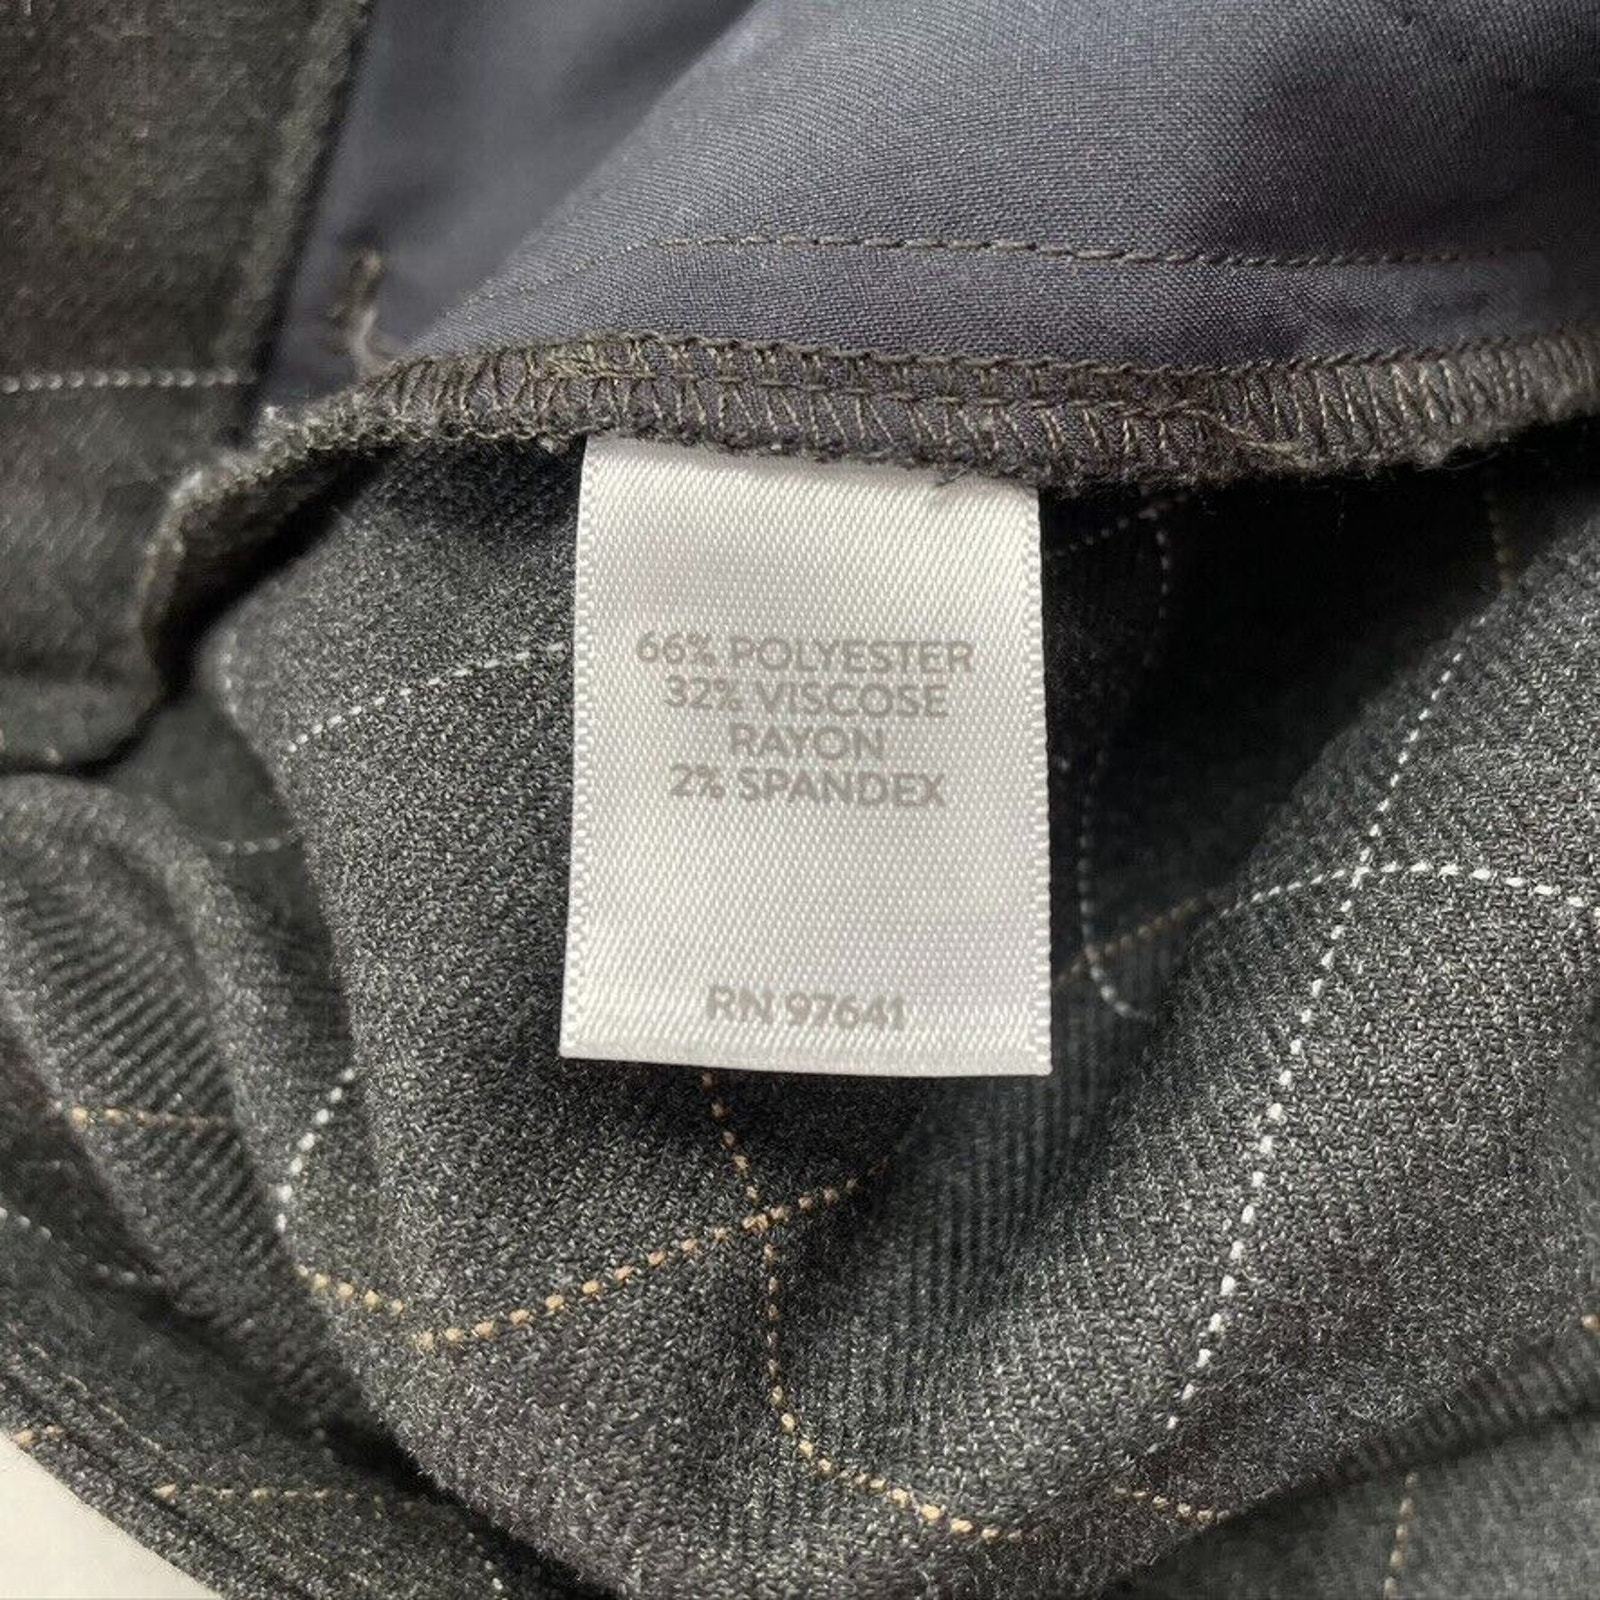 66% POLYESTER
32% VISCOSE
RAYON
2% SPANDEX
RN 97641